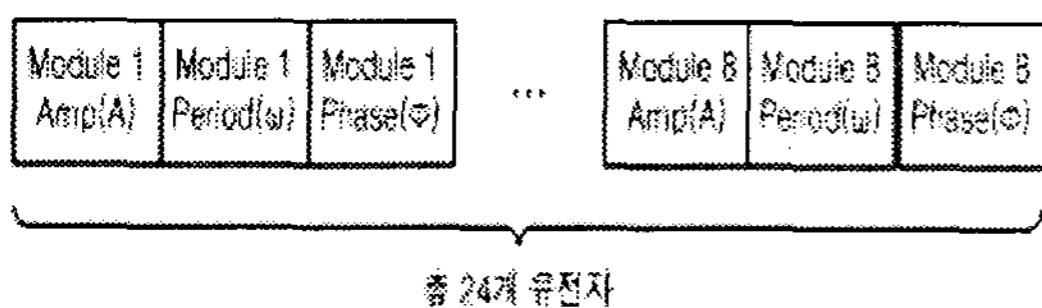 Module 1 Amp(A)
Module 1 Period(ω)
Module 1 Phase(Φ)
...
Module 8 Amp(A)
Module 8 Period(ω)
Module 8 Phase(Φ)
총 24개 유전자